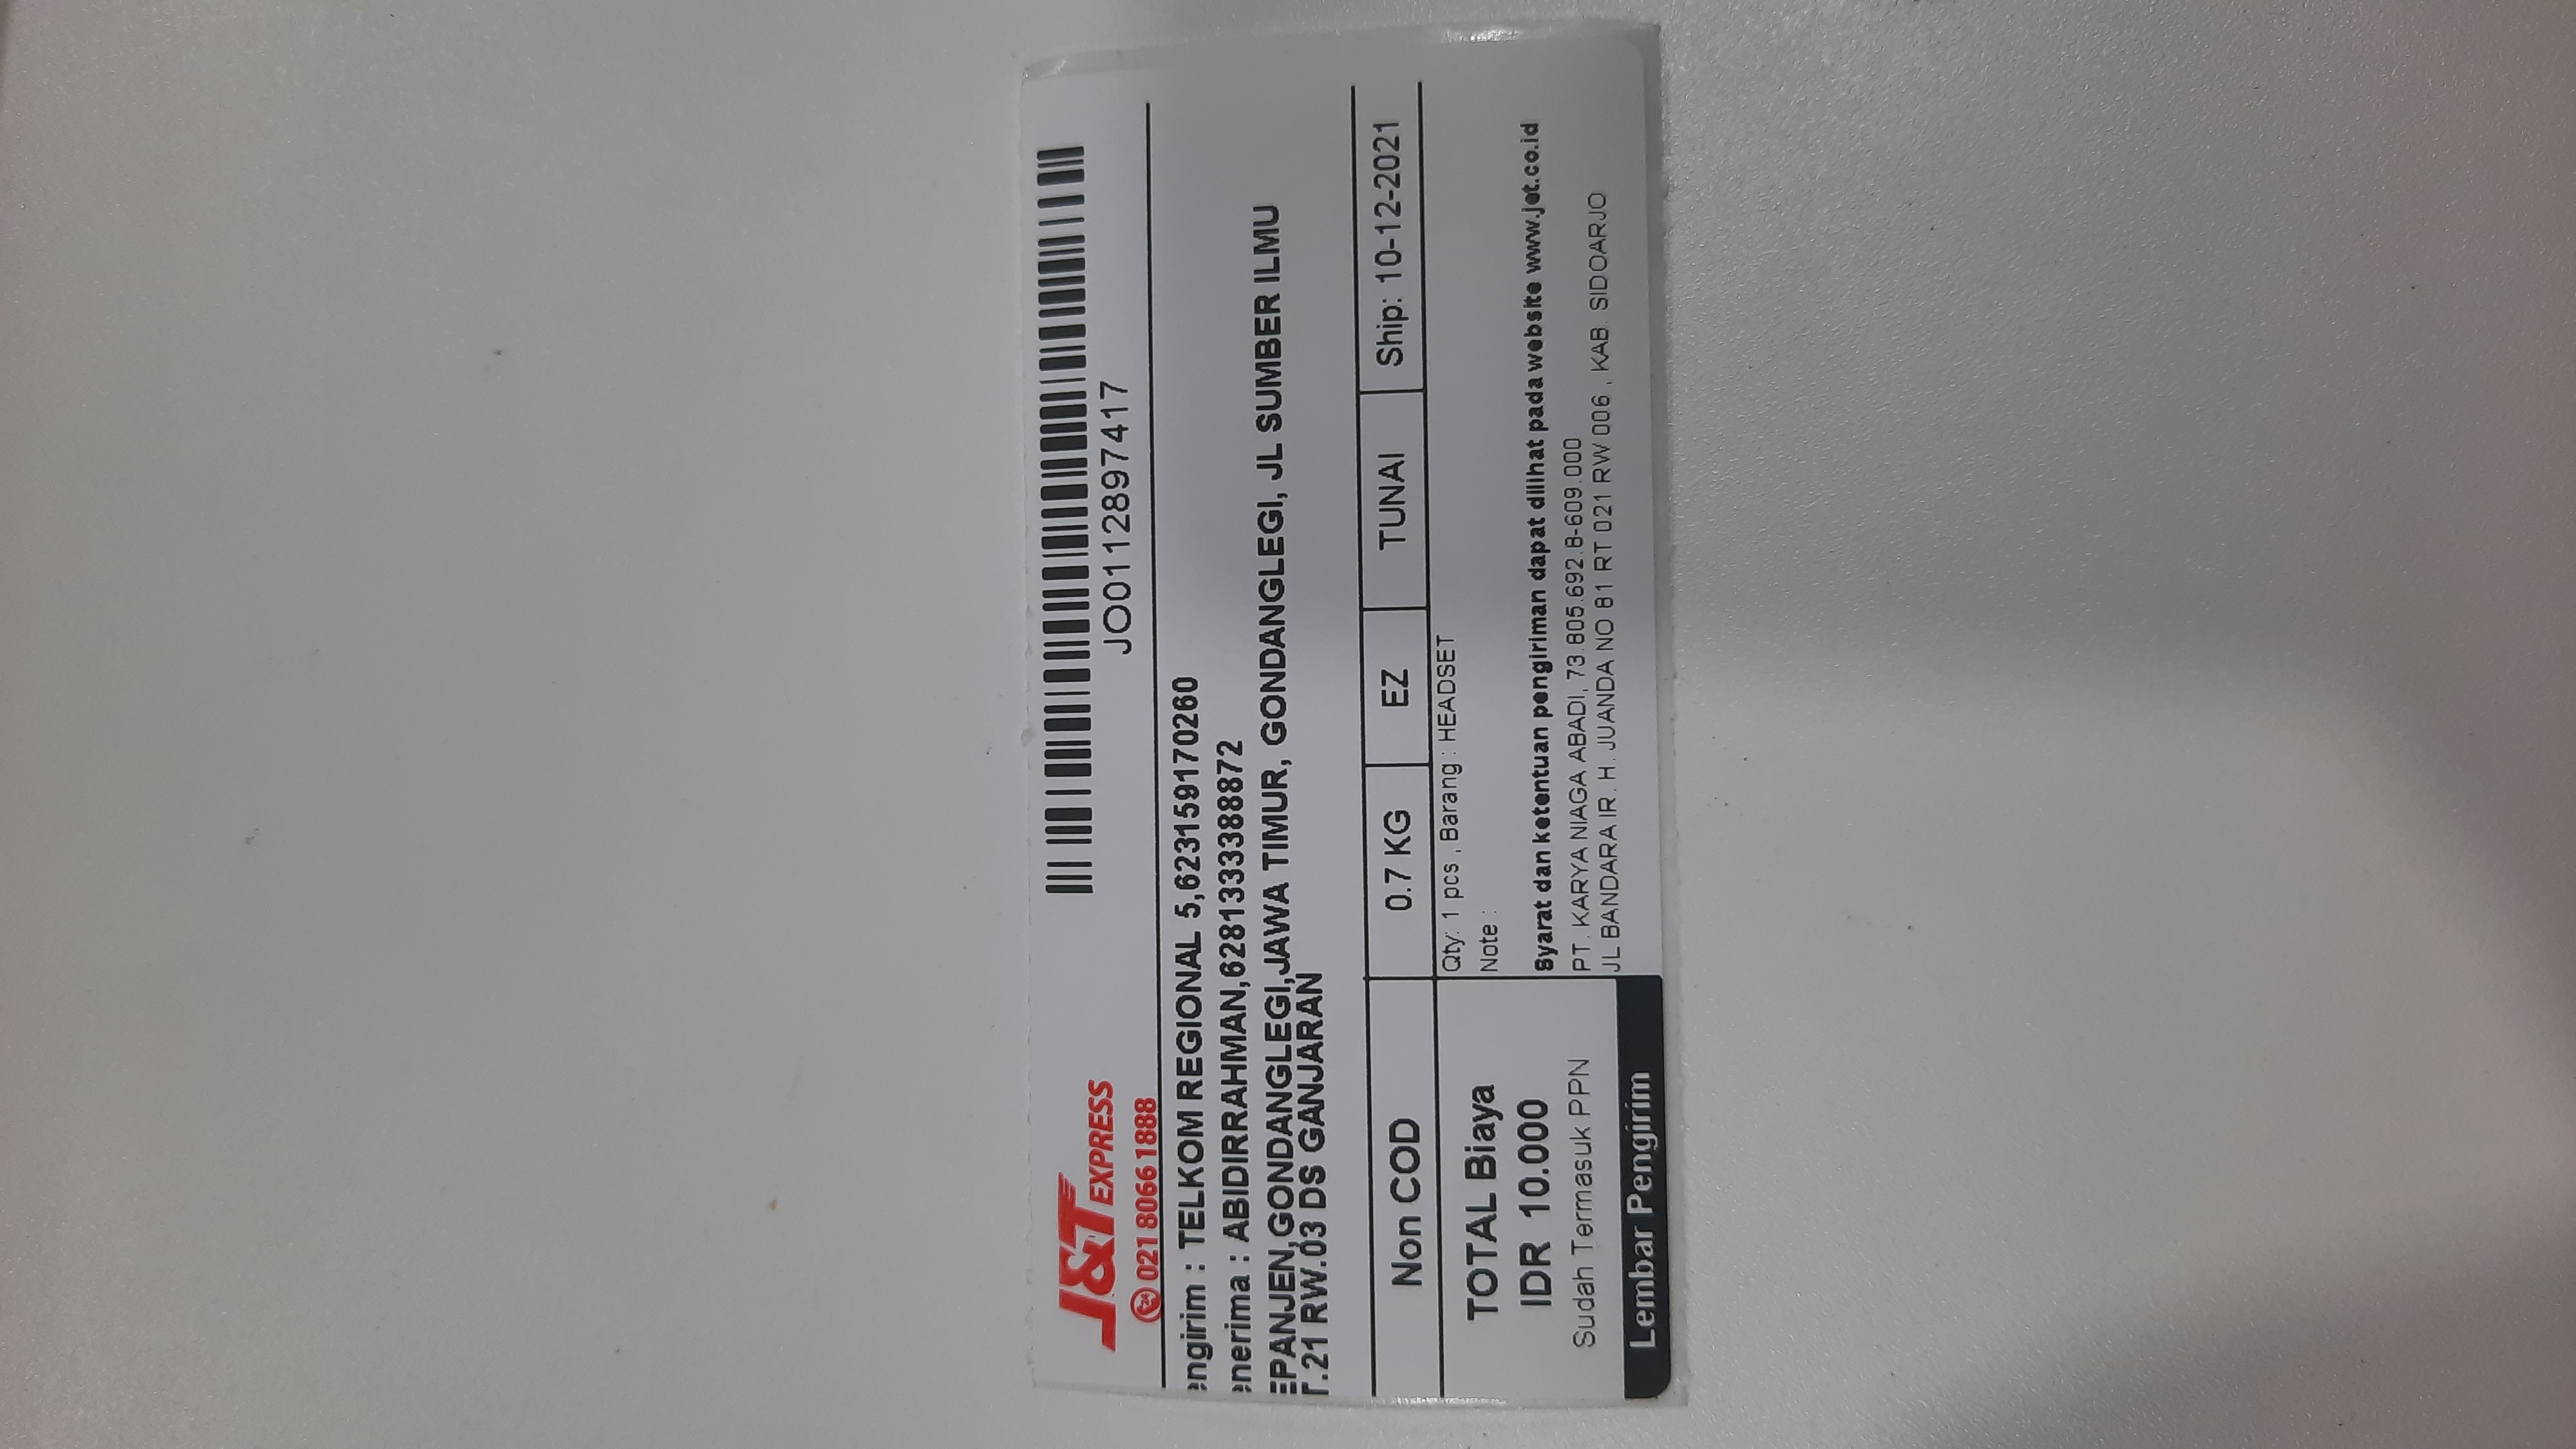 J&T EXPRESS
24 021 8066 1888
JO0112897417
engirim : TELKOM REGIONAL 5,623159170260
enerima : ABIDIRRAHMAN,6281333388872
EPANJEN,GONDANGLEGI,JAWA TIMUR, GONDANGLEGI, JL SUMBER ILMU
T.21 RW.03 DS GANJARAN
Non COD 0.7 KG EZ TUNAI Ship: 10-12-2021
TOTAL Biaya
IDR 10.000
Sudah Termasuk PPN
Lembar Pengirim
Qty: 1 pcs , Barang : HEADSET
Note :
Syarat dan ketentuan pengiriman dapat dilihat pada website www.jet.co.id
PT. KARYA NIAGA ABADI, 73.805.692.8-609.000
JL BANDARA IR. H. JUANDA NO 81 RT 021 RW 006 , KAB. SIDOARJO